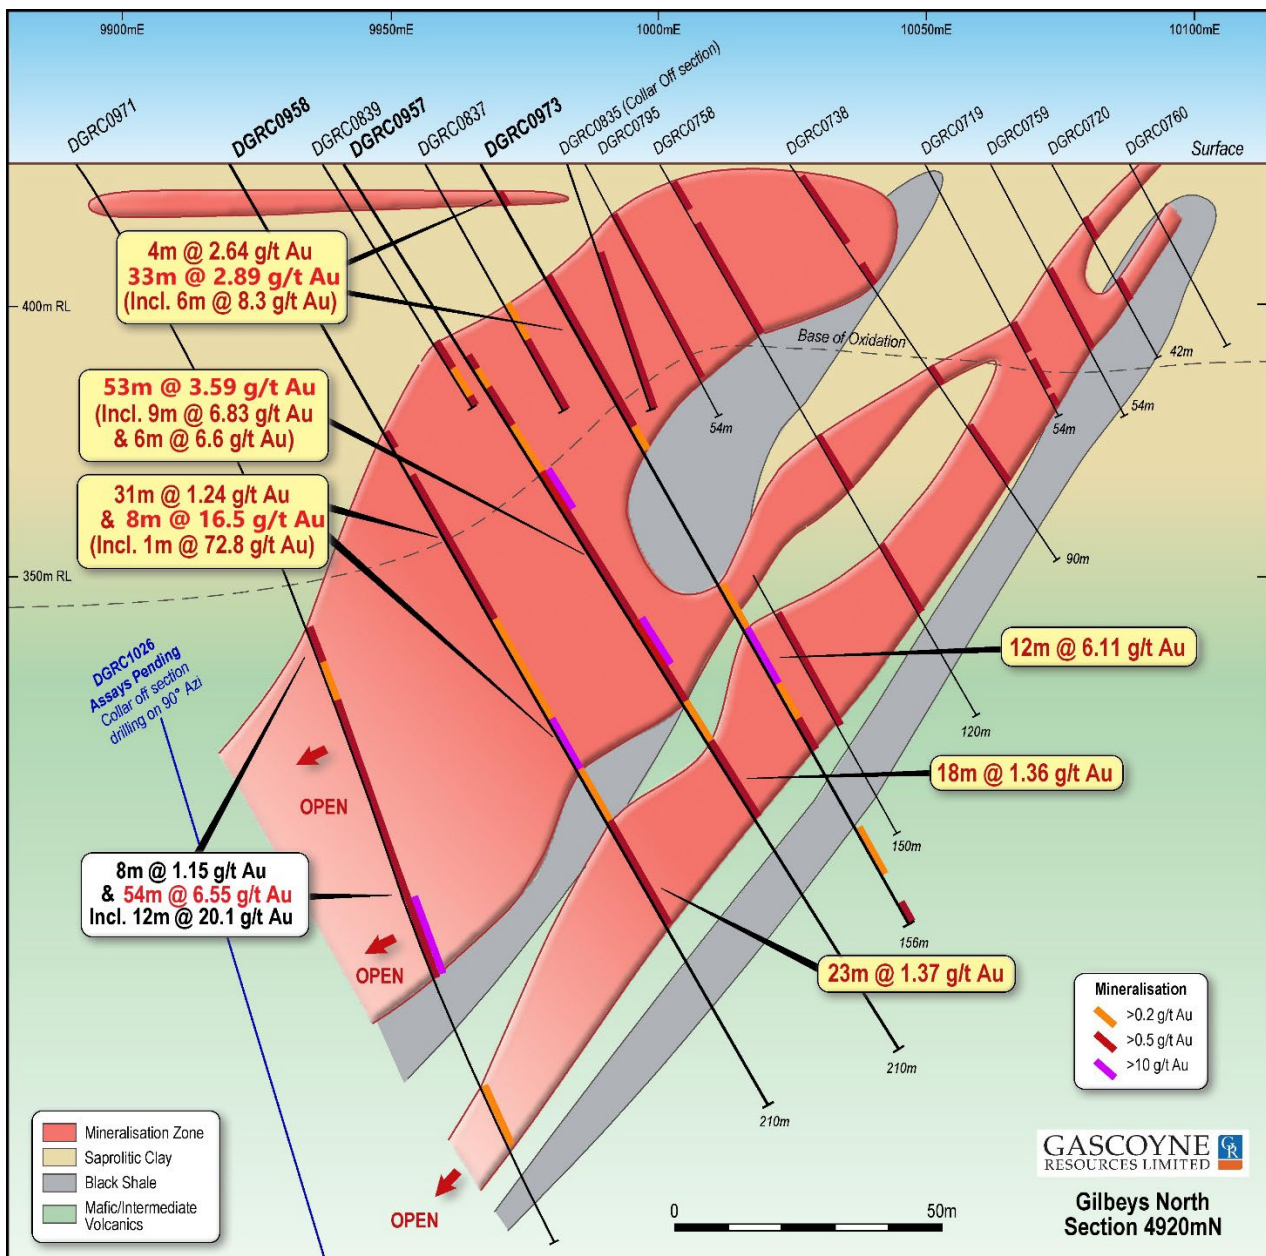 9900mE
9950mE
1000mE
10050mE
10100mE
DGRC0971
DGRC0958
DGRC0839
DGRC0957
DGRC0837
DGRC0973
DGRC0835 (Collar Off section)
DGRC0795
DGRC0758
DGRC0738
DGRC0719
DGRC0759
DGRC0720
DGRC0760
Surface
4m @ 2.64 g/t Au
33m @ 2.89 g/t Au
(Incl. 6m @ 8.3 g/t Au)
400m RL
Base of Oxidation
42m
54m
54m
54m
53m @ 3.59 g/t Au
(Incl. 9m @ 6.83 g/t Au
& 6m @ 6.6 g/t Au)
31m @ 1.24 g/t Au
& 8m @ 16.5 g/t Au
(Incl. 1m @ 72.8 g/t Au)
90m
350m RL
DGRC1026
Assays Pending
Collar off section
drilling on 90° Azi
12m @ 6.11 g/t Au
120m
18m @ 1.36 g/t Au
OPEN
150m
8m @ 1.15 g/t Au
& 54m @ 6.55 g/t Au
Incl. 12m @ 20.1 g/t Au
156m
OPEN
23m @ 1.37 g/t Au
210m
210m
OPEN
Mineralisation
>0.2 g/t Au
>0.5 g/t Au
>10 g/t Au
Mineralisation Zone
Saprolitic Clay
Black Shale
Mafic/Intermediate
Volcanics
0
50m
GASCOYNE
RESOURCES LIMITED
GR
Gilbeys North
Section 4920mN